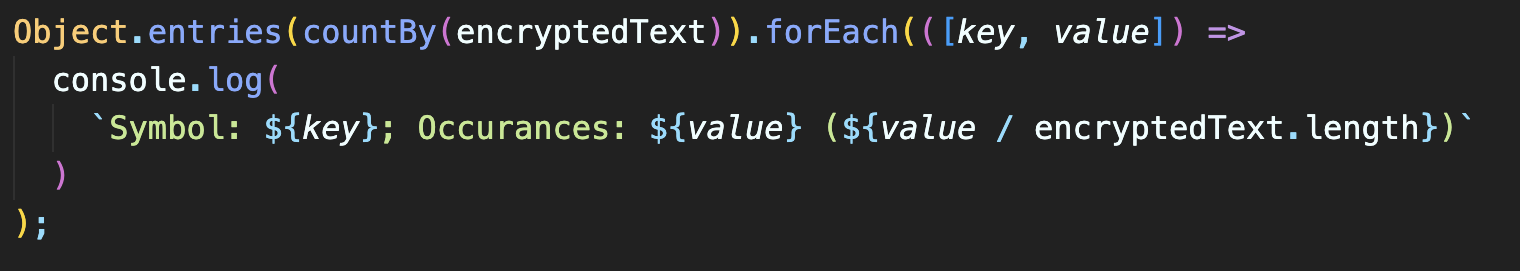 Object.entries(countBy(encryptedText)).forEach(([key, value]) =>
  console.log(
    `Symbol: ${key}; Occurances: ${value} (${value / encryptedText.length})`
  )
);